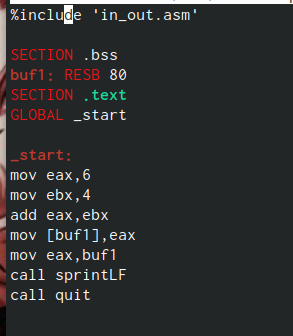 %include 'in_out.asm'
SECTION .bss
buf1: RESB 80
SECTION .text
GLOBAL _start
_start:
mov eax,6
mov ebx,4
add eax,ebx
mov [buf1],eax
mov eax,buf1
call sprintLF
call quit